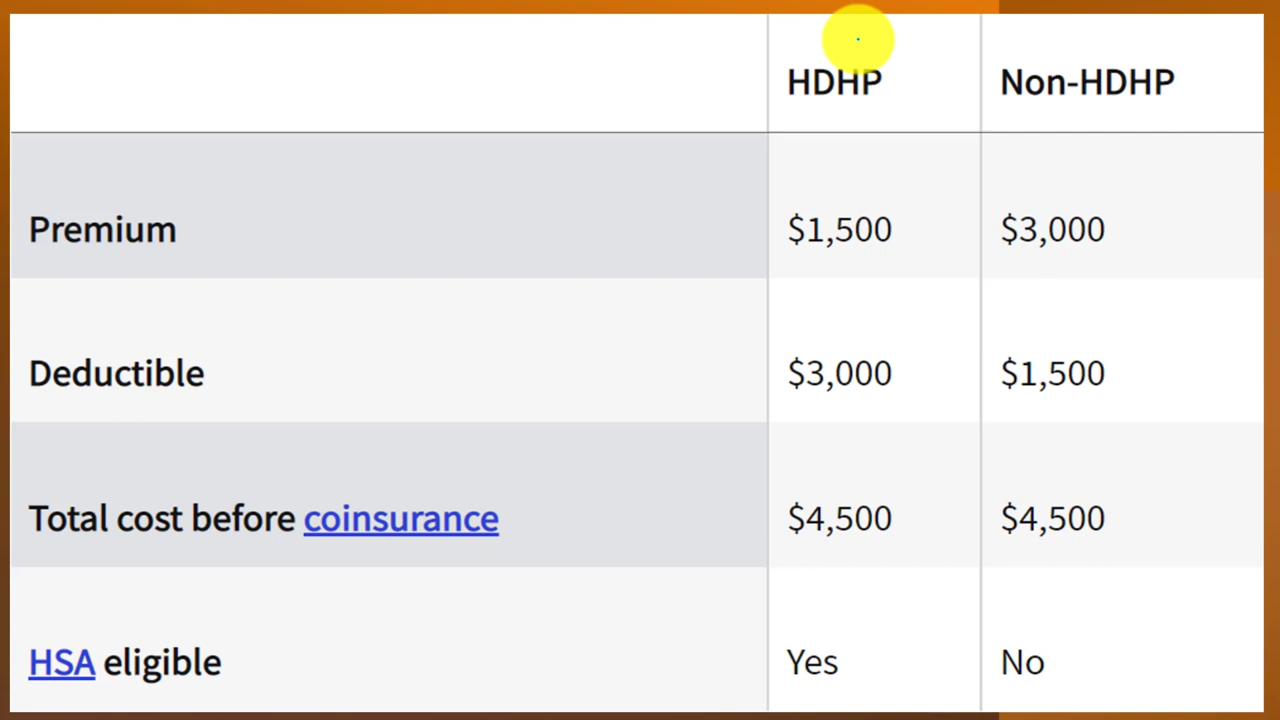 HDHP Non-HDHP
Premium $1,500 $3,000
Deductible $3,000 $1,500
Total cost before coinsurance $4,500 $4,500
HSA eligible Yes No